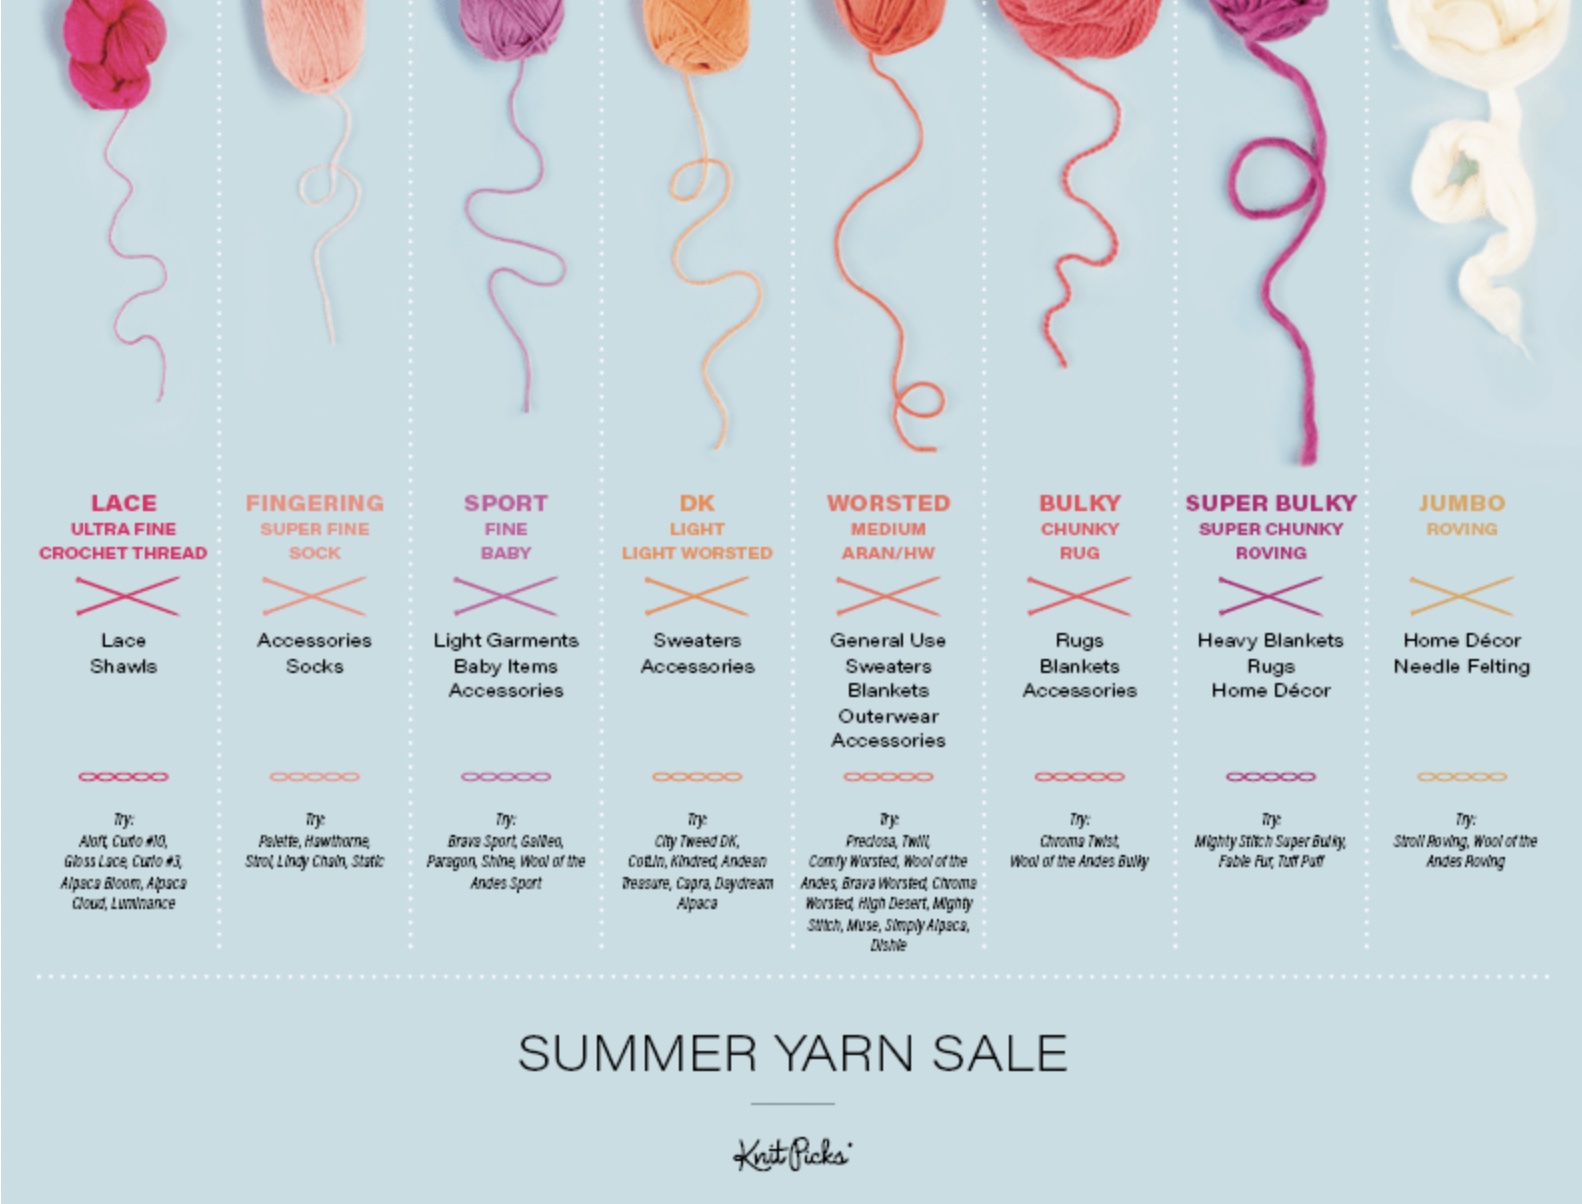 LACE
ULTRA FINE
CROCHET THREAD
Lace
Shawls
Try:
Aloft, Curio #10,
Gloss Lace, Curio #3,
Alpaca Bloom, Alpaca
Cloud, Luminance
FINGERING
SUPER FINE
SOCK
Accessories
Socks
Try:
Palette, Hawthorne,
Strol, Lindy Chain, Static
SPORT
FINE
BABY
Light Garments
Baby Items
Accessories
Try:
Brava Sport, Galileo,
Paragon, Shine, Wool of the
Andes Sport
DK
LIGHT
LIGHT WORSTED
Sweaters
Accessories
Try:
City Tweed DK,
CotLin, Kindred, Andean
Treasure, Capra, Daydream
Alpaca
WORSTED
MEDIUM
ARAN/HW
General Use
Sweaters
Blankets
Outerwear
Accessories
Try:
Preciosa, Twill,
Comfy Worsted, Wool of the
Andes, Brava Worsted, Chroma
Worsted, High Desert, Mighty
Stitch, Muse, Simply Alpaca,
Dishie
BULKY
CHUNKY
RUG
Rugs
Blankets
Accessories
Try:
Chroma Twist,
Wool of the Andes Bulky
SUPER BULKY
SUPER CHUNKY
ROVING
Heavy Blankets
Rugs
Home Décor
Try:
Mighty Stitch Super Bulky,
Fable Fur, Tuff Puff
JUMBO
ROVING
Home Décor
Needle Felting
Try:
Stroll Roving, Wool of the
Andes Roving
SUMMER YARN SALE
Knit Picks